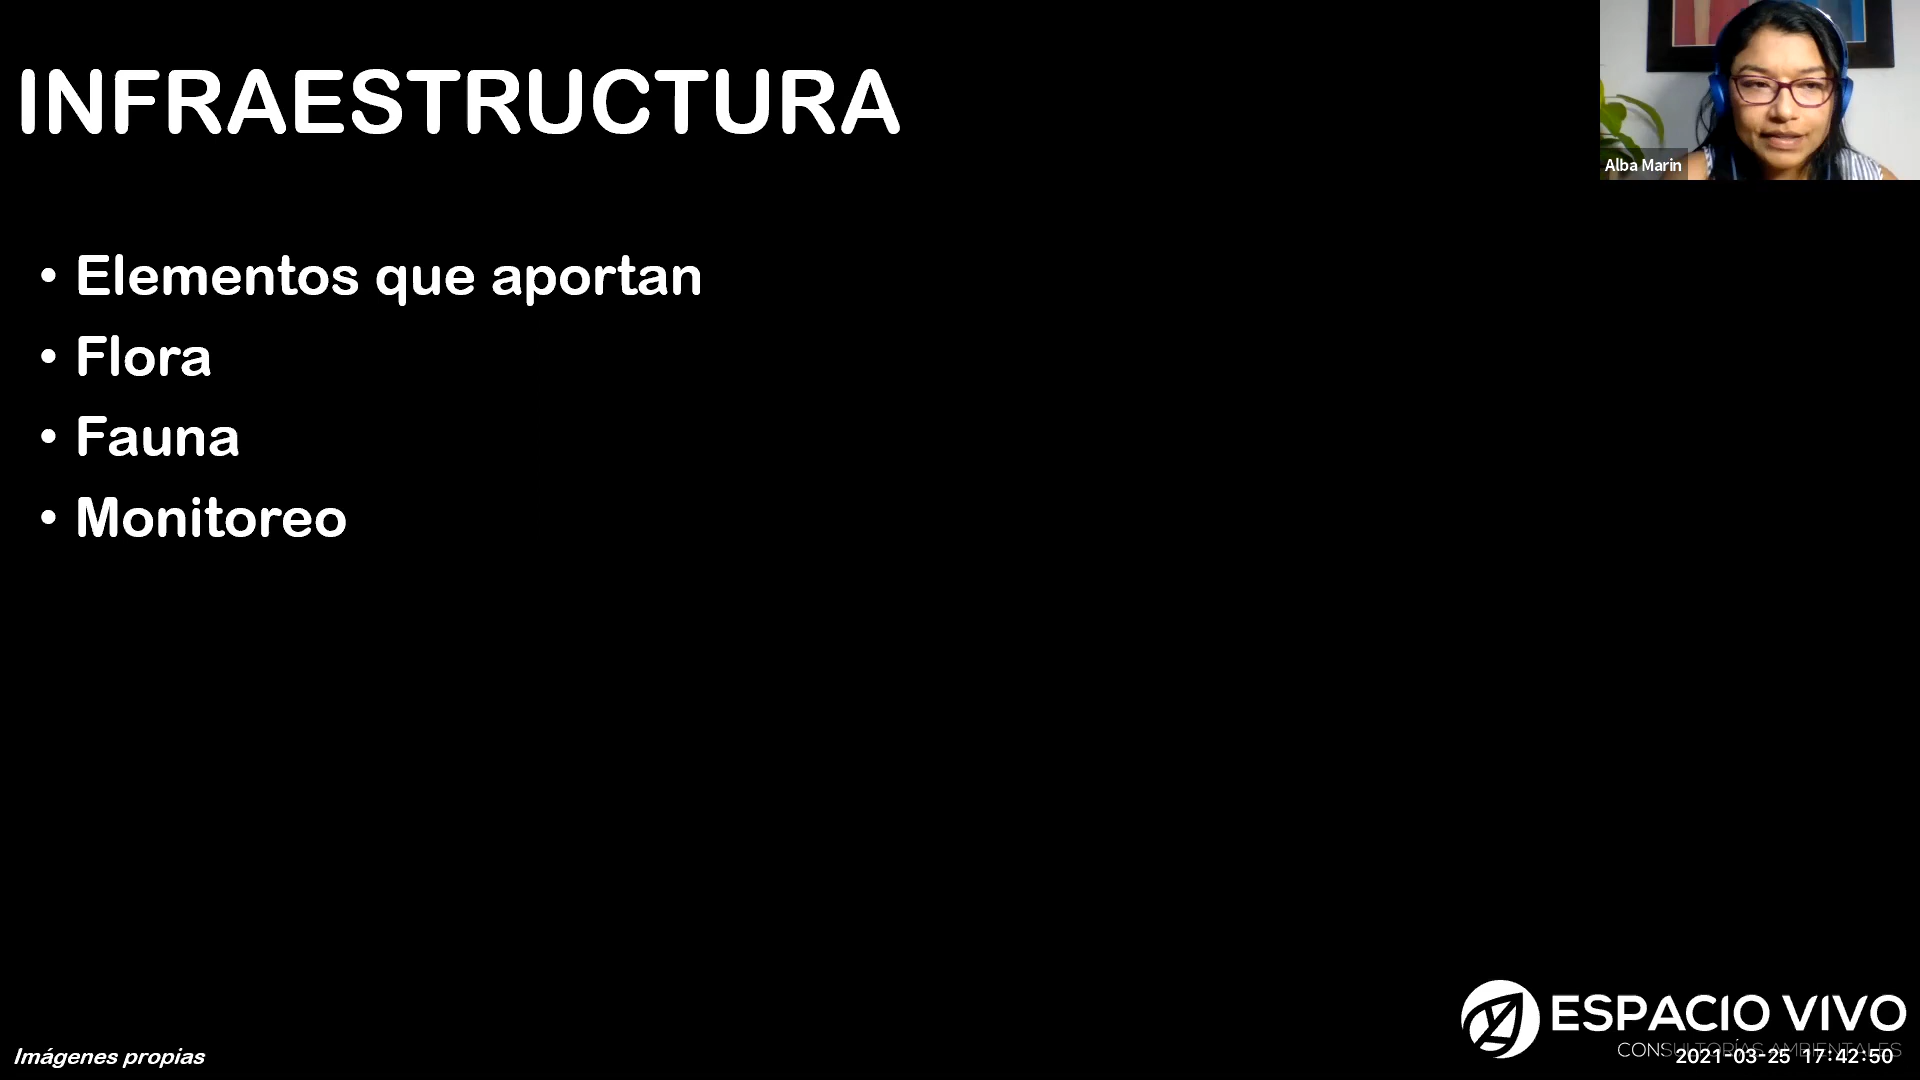 INFRAESTRUCTURA
Alba Marin
• Elementos que aportan
• Flora
• Fauna
• Monitoreo
ESPACIO VIVO
CONSULTORÍAS AMBIENTALES
2021-03-25 17:42:50
Imágenes propias